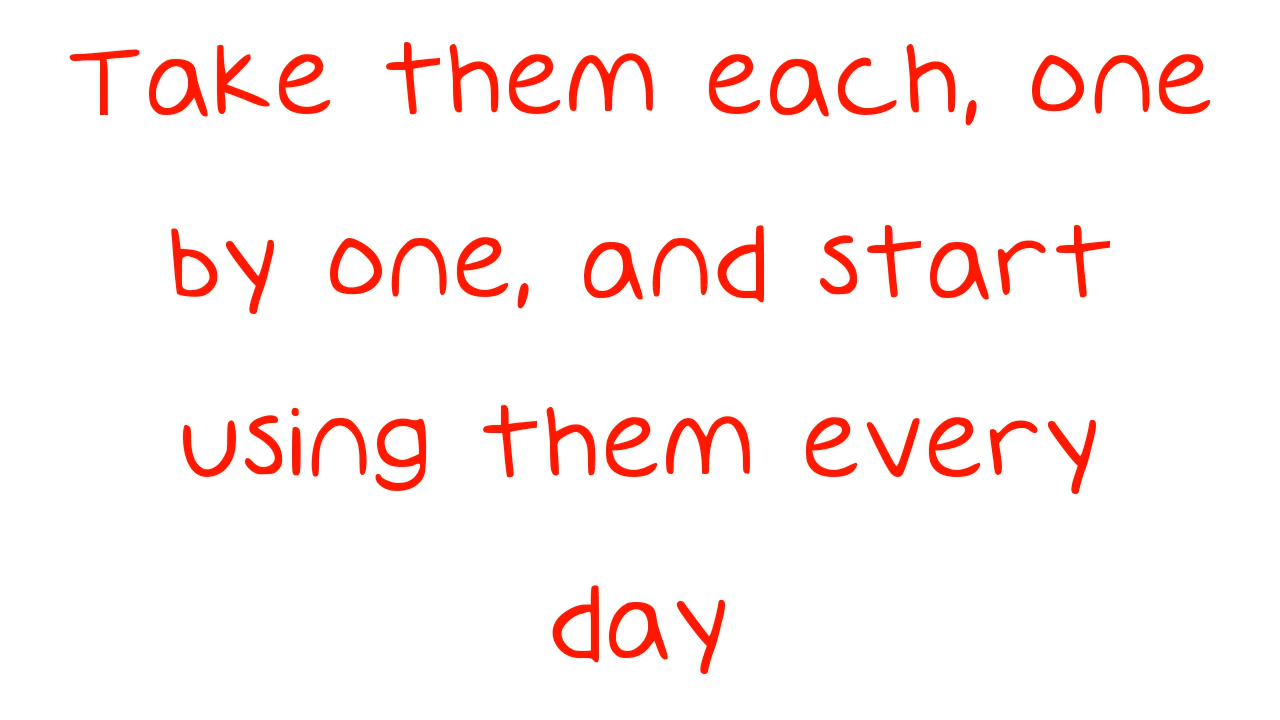 Take them each, one
by one, and start
using them every
day